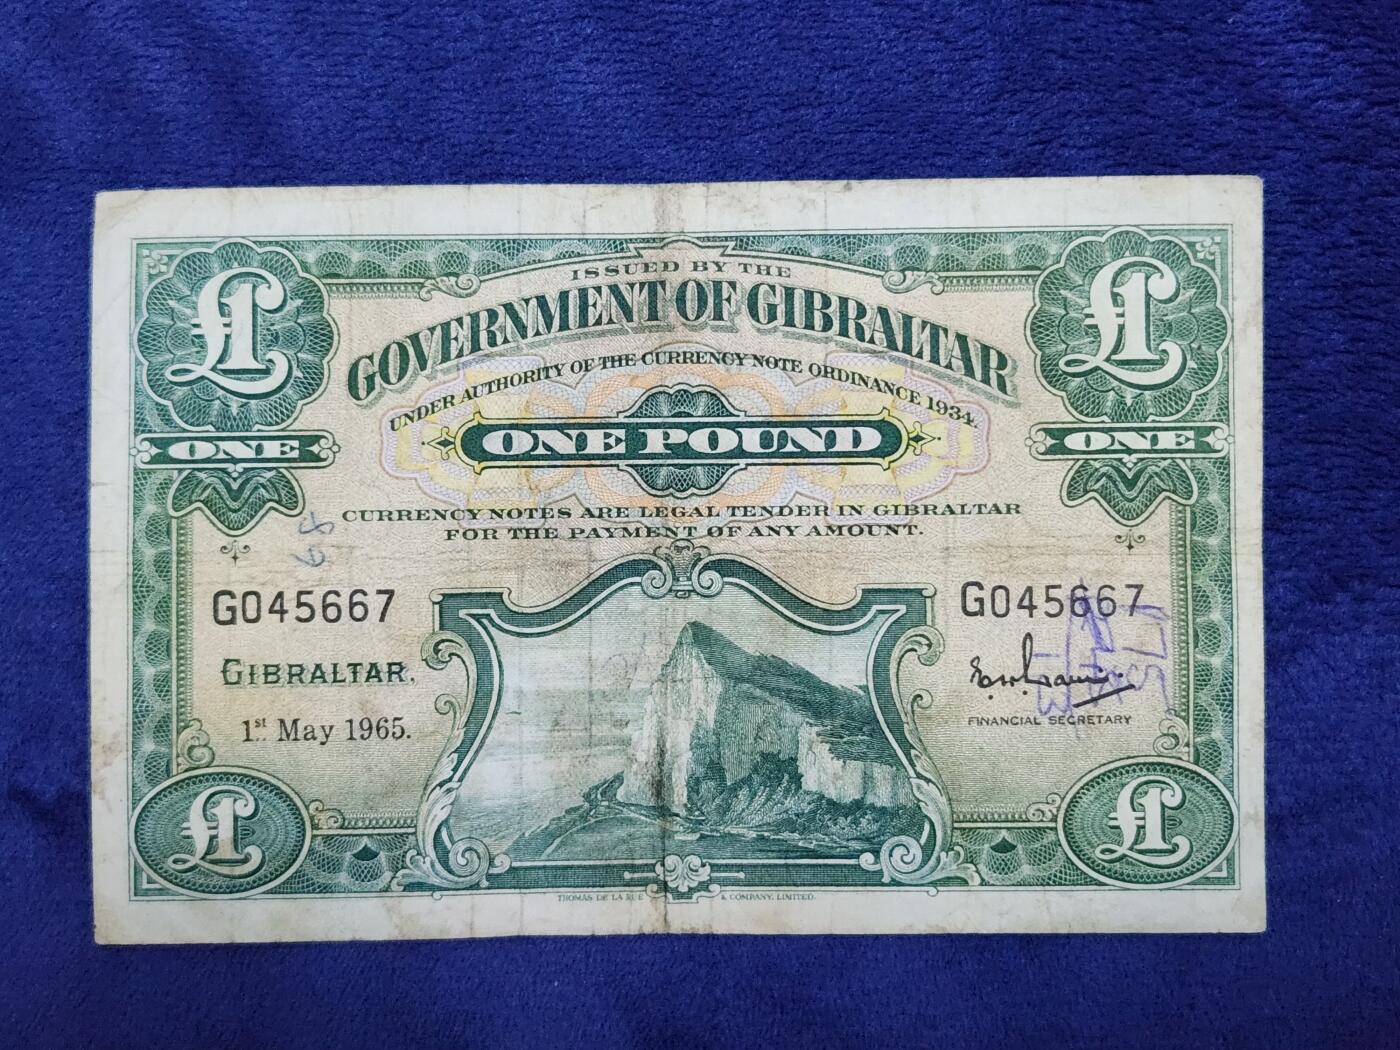 £1
£1
ISSUED BY THE
GOVERNMENT OF GIBRALTAR
UNDER AUTHORITY OF THE CURRENCY NOTE ORDINANCE 1934.
ONE
ONE POUND
ONE
CURRENCY NOTES ARE LEGAL TENDER IN GIBRALTAR
FOR THE PAYMENT OF ANY AMOUNT.
G045667
G045667
GIBRALTAR.
1st May 1965.
FINANCIAL SECRETARY
£1
£1
THOMAS DE LA RUE & COMPANY, LIMITED.